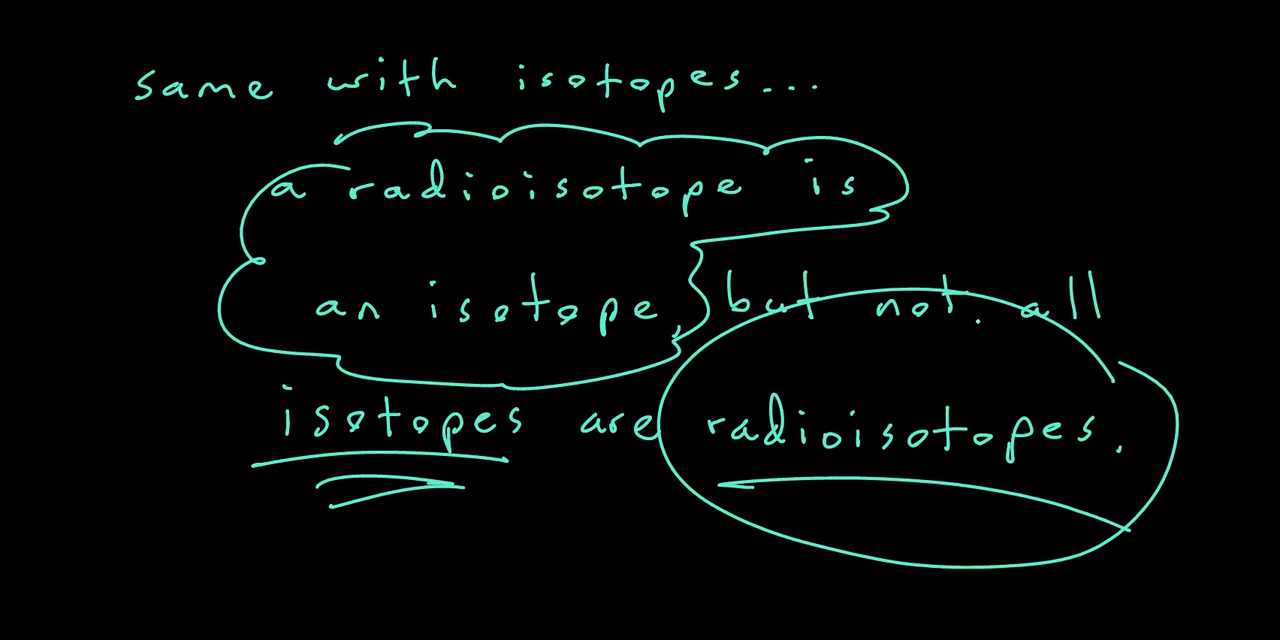 same with isotopes...
a radioisotope is
an isotope, but not all
isotopes are radioisotopes.